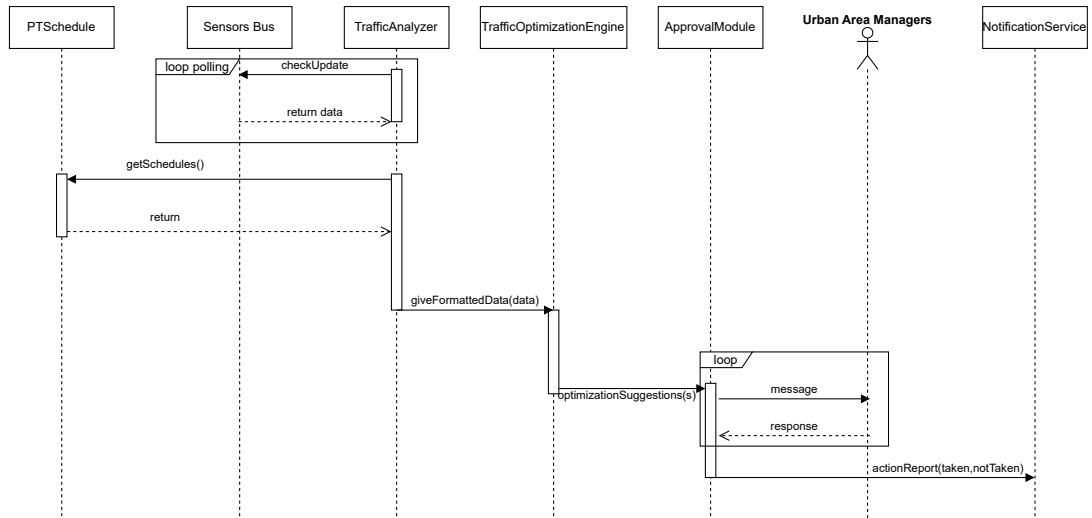 PTSchedule
Sensors Bus
TrafficAnalyzer
TrafficOptimizationEngine
ApprovalModule
Urban Area Managers
NotificationService
loop polling
checkUpdate
return data
getSchedules()
return
giveFormattedData(data)
loop
optimizationSuggestions(s)
message
response
actionReport(taken,notTaken)